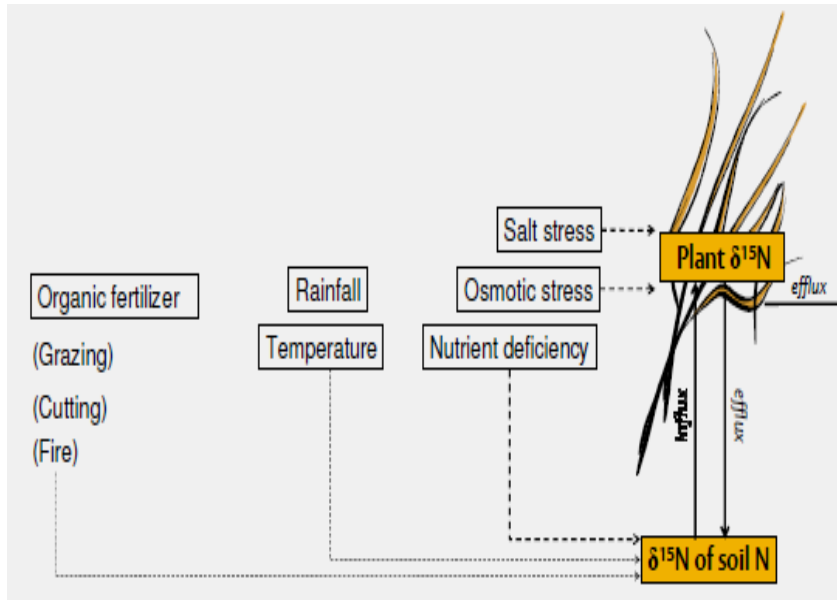 Salt stress
Plant δ¹⁵N
Organic fertilizer
Rainfall
Osmotic stress
efflux
(Grazing)
Temperature
Nutrient deficiency
(Cutting)
influx
efflux
(Fire)
δ¹⁵N of soil N